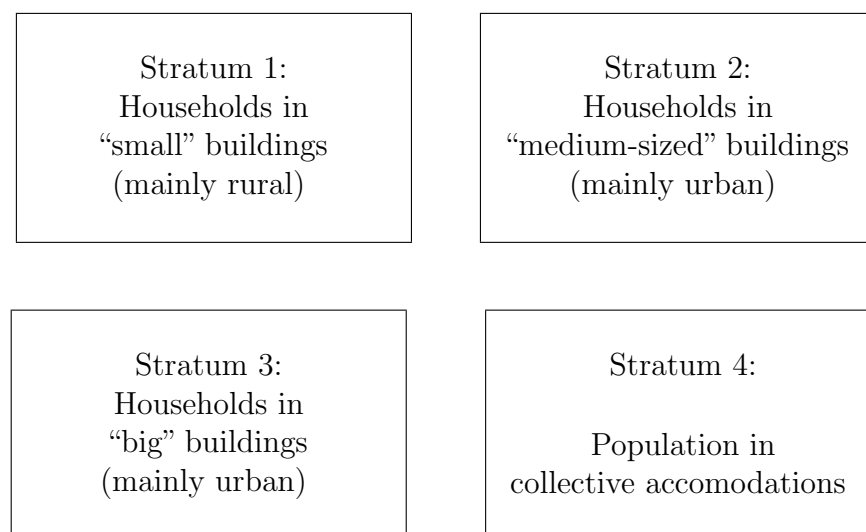 Stratum 1:
Households in
“small” buildings
(mainly rural)
Stratum 2:
Households in
“medium-sized” buildings
(mainly urban)
Stratum 3:
Households in
“big” buildings
(mainly urban)
Stratum 4:
Population in
collective accomodations